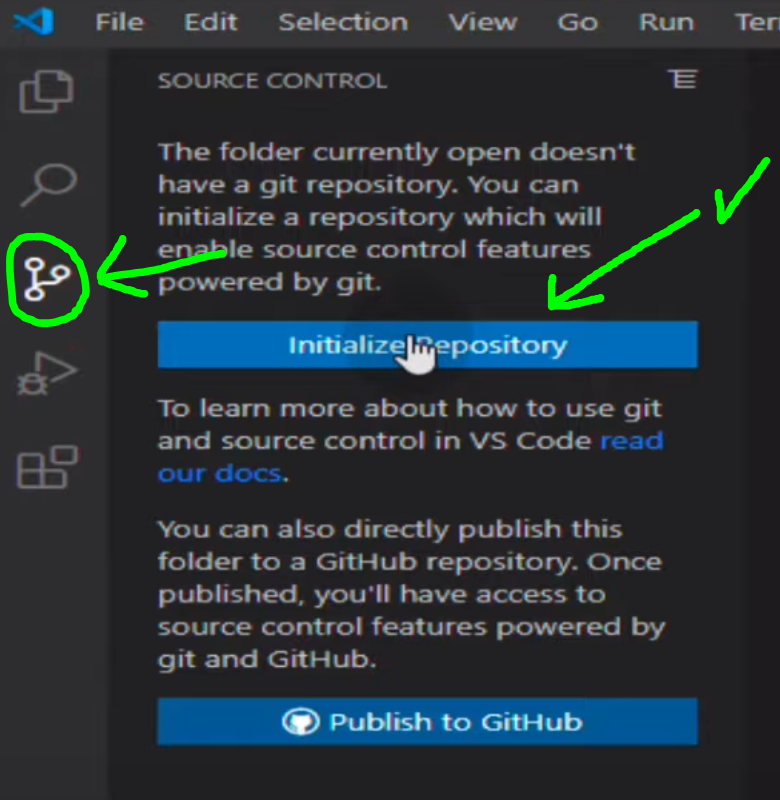 File Edit Selection View Go Run Ter
SOURCE CONTROL
The folder currently open doesn't
have a git repository. You can
initialize a repository which will
enable source control features
powered by git.
Initialize Repository
To learn more about how to use git
and source control in VS Code read
our docs.
You can also directly publish this
folder to a GitHub repository. Once
published, you'll have access to
source control features powered by
git and GitHub.
Publish to GitHub